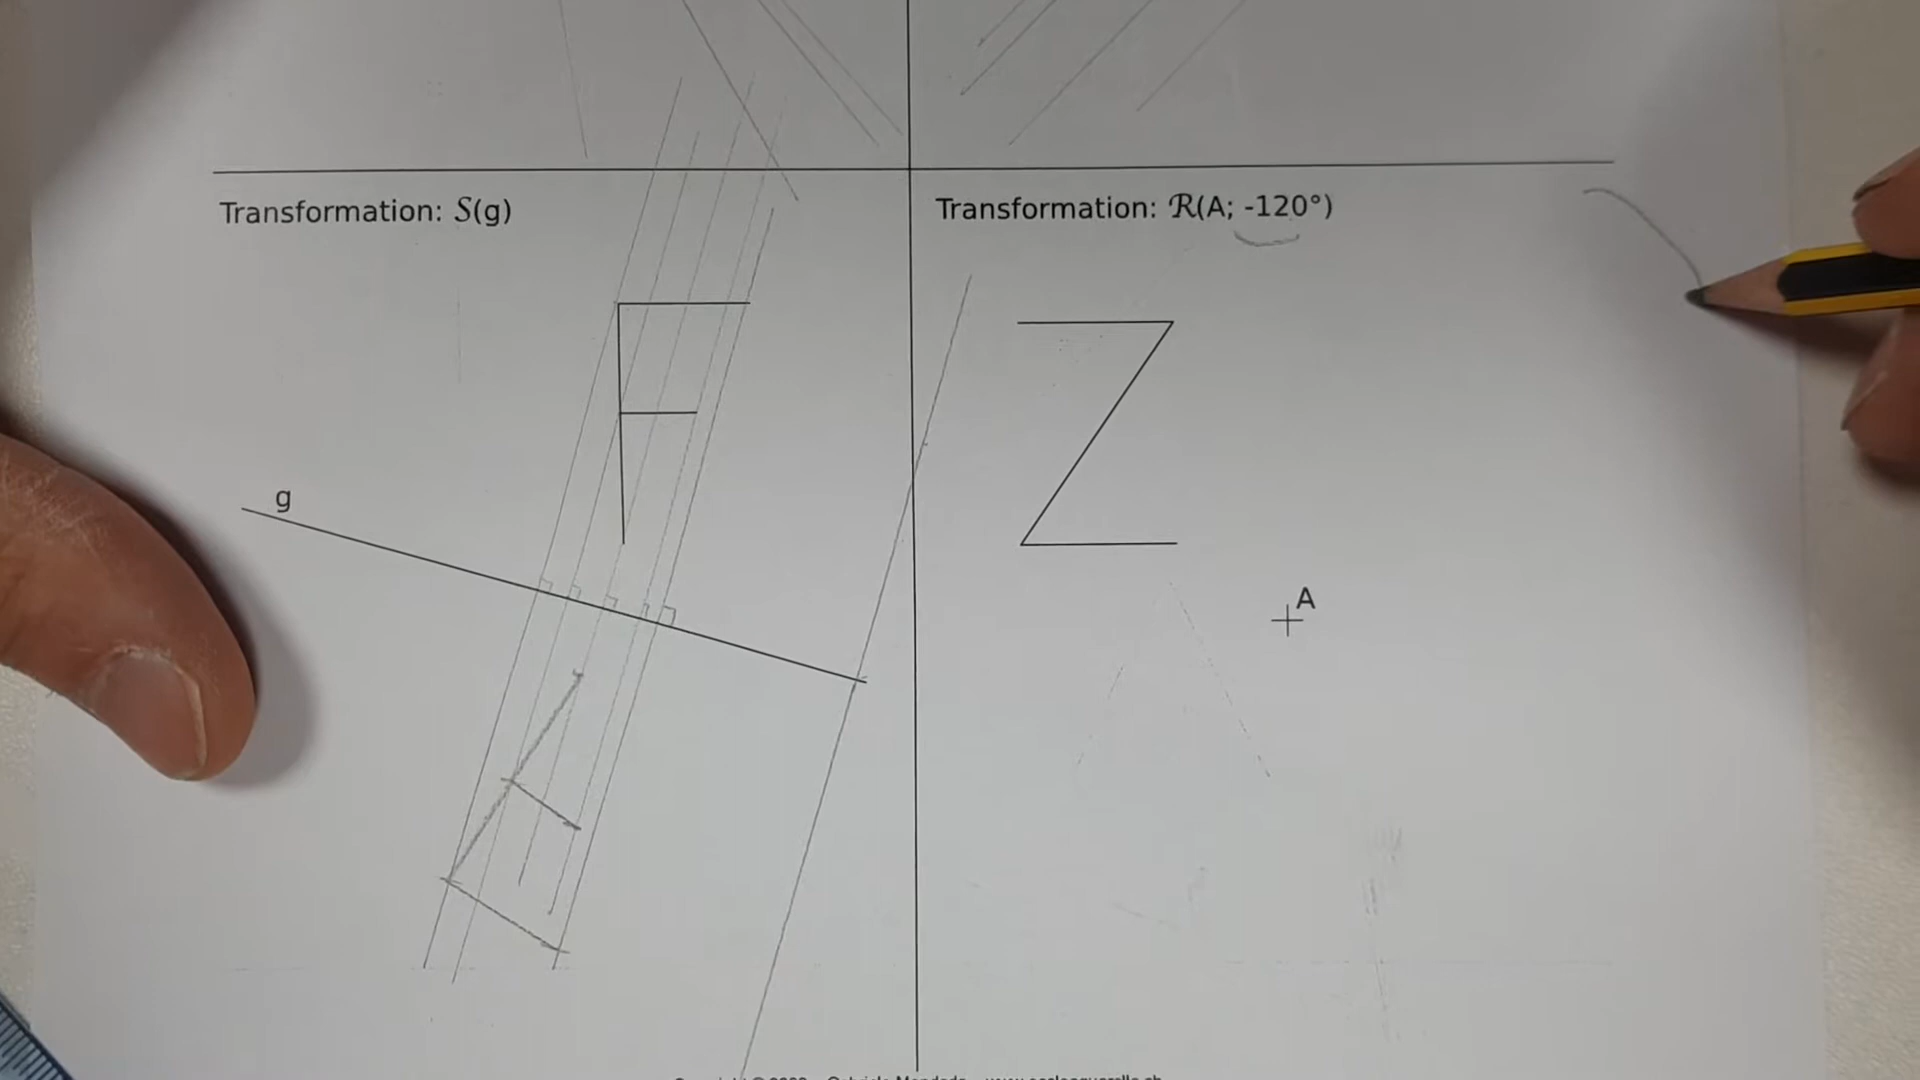 Transformation: S(g)
Transformation: R(A; -120°)
g
A